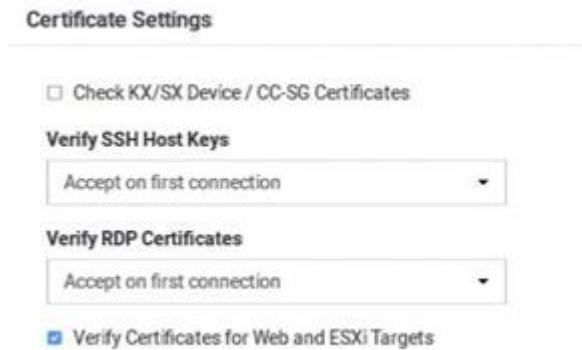 Certificate Settings
Check KX/SX Device / CC-SG Certificates
Verify SSH Host Keys
Accept on first connection
Verify RDP Certificates
Accept on first connection
Verify Certificates for Web and ESXi Targets